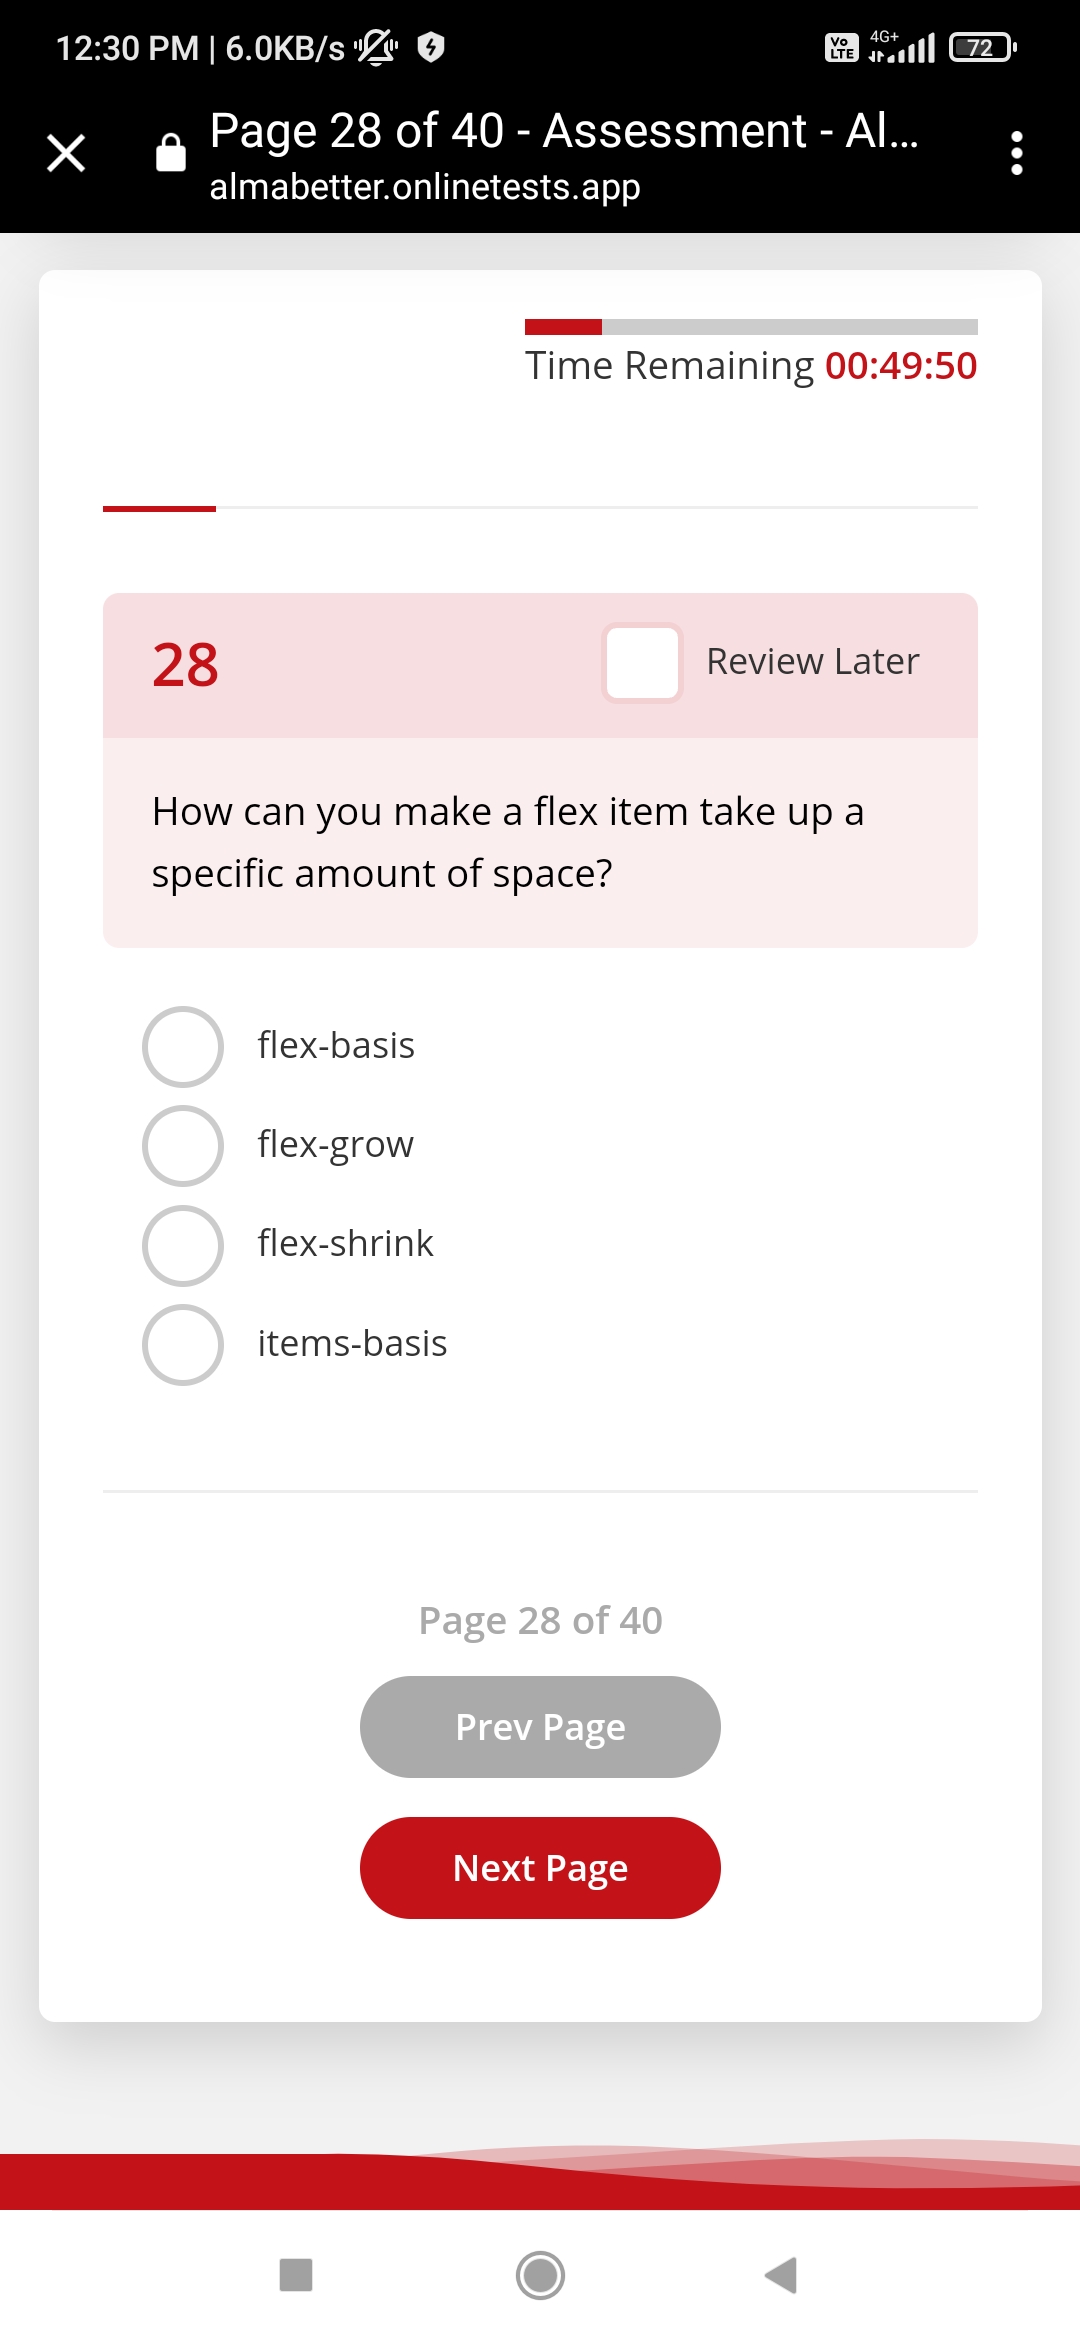 12:30 PM | 6.0KB/s
Vo LTE 4G+ 72
Page 28 of 40 - Assessment - Al...
almabetter.onlinetests.app
Time Remaining 00:49:50
28 Review Later
How can you make a flex item take up a
specific amount of space?
flex-basis
flex-grow
flex-shrink
items-basis
Page 28 of 40
Prev Page
Next Page